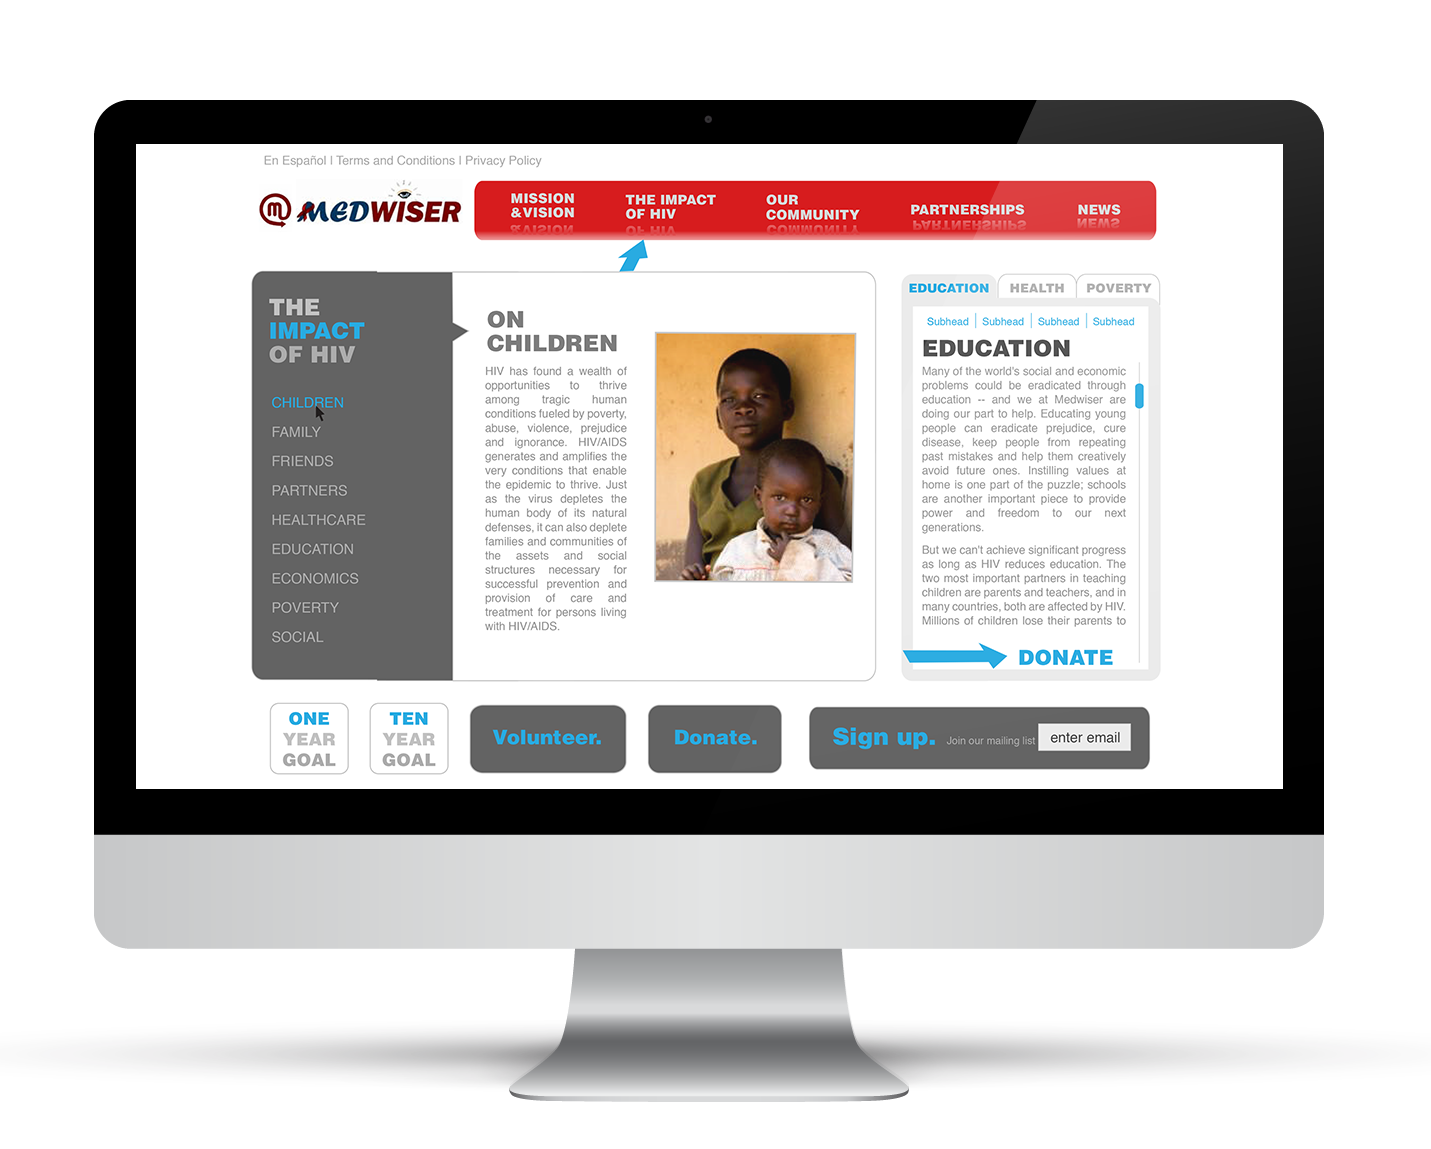 En Español | Terms and Conditions | Privacy Policy
m MEDWISER
MISSION
&VISION
THE IMPACT
OF HIV
OUR
COMMUNITY
PARTNERSHIPS
NEWS
THE
IMPACT
OF HIV
CHILDREN
FAMILY
FRIENDS
PARTNERS
HEALTHCARE
EDUCATION
ECONOMICS
POVERTY
SOCIAL
ON
CHILDREN
HIV has found a wealth of
opportunities to thrive
among tragic human
conditions fueled by poverty,
abuse, violence, prejudice
and ignorance. HIV/AIDS
generates and amplifies the
very conditions that enable
the epidemic to thrive. Just
as the virus depletes the
human body of its natural
defenses, it can also deplete
families and communities of
the assets and social
structures necessary for
successful prevention and
provision of care and
treatment for persons living
with HIV/AIDS.
EDUCATION HEALTH POVERTY
Subhead | Subhead | Subhead | Subhead
EDUCATION
Many of the world's social and economic
problems could be eradicated through
education -- and we at Medwiser are
doing our part to help. Educating young
people can eradicate prejudice, cure
disease, keep people from repeating
past mistakes and help them creatively
avoid future ones. Instilling values at
home is one part of the puzzle; schools
are another important piece to provide
power and freedom to our next
generations.
But we can't achieve significant progress
as long as HIV reduces education. The
two most important partners in teaching
children are parents and teachers, and in
many countries, both are affected by HIV.
Millions of children lose their parents to
DONATE
ONE
YEAR
GOAL
TEN
YEAR
GOAL
Volunteer.
Donate.
Sign up. Join our mailing list enter email